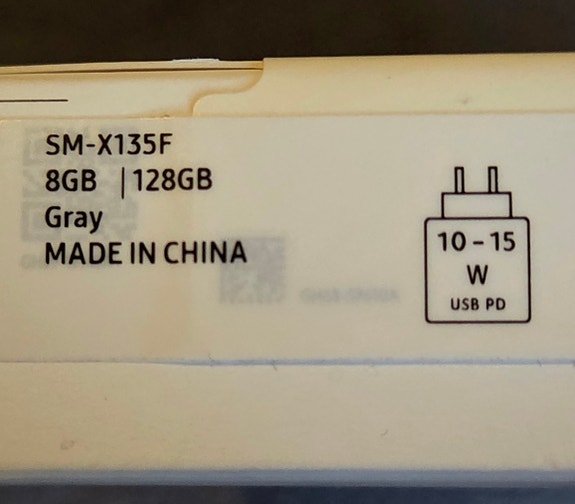 SM-X135F
8GB | 128GB
Gray
MADE IN CHINA
10 - 15
W
USB PD